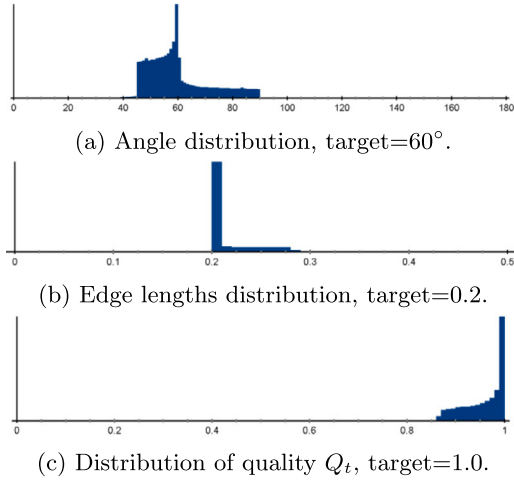 0 20 40 60 80 100 120 140 160 180
(a) Angle distribution, target=60°.
0 0.1 0.2 0.3 0.4 0.5
(b) Edge lengths distribution, target=0.2.
0 0.2 0.4 0.6 0.8 1
(c) Distribution of quality Qₜ, target=1.0.